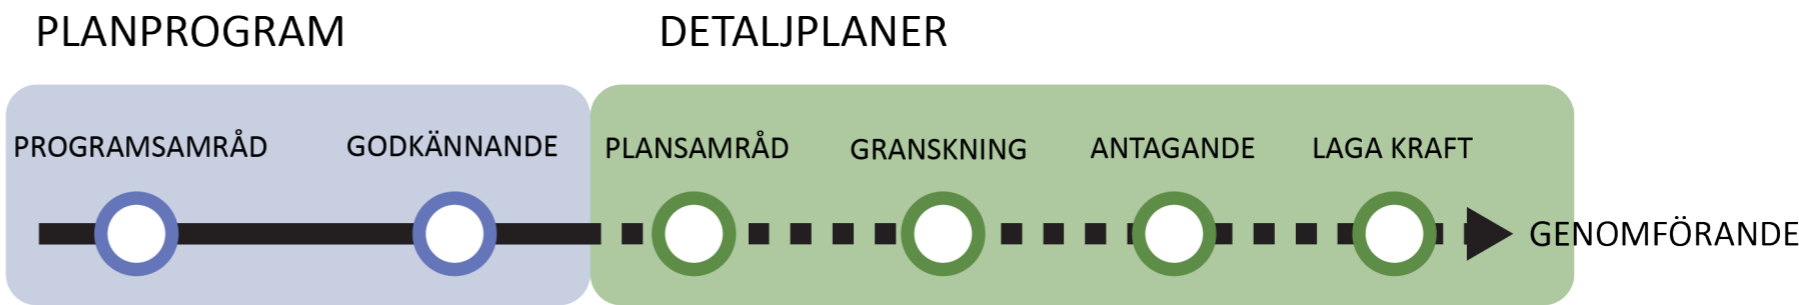 PLANPROGRAM
DETALJPLANER
PROGRAMSAMRÅD
GODKÄNNANDE
PLANSAMRÅD
GRANSKNING
ANTAGANDE
LAGA KRAFT
GENOMFÖRANDE